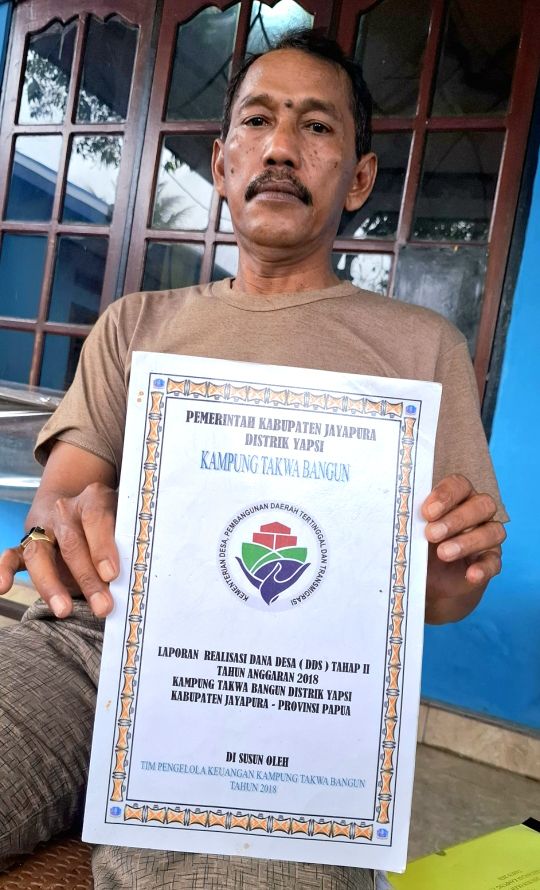 PEMERINTAH KABUPATEN JAYAPURA
DISTRIK YAPSI
KAMPUNG TAKWA BANGUN
KEMENTERIAN DESA, PEMBANGUNAN DAERAH TERTINGGAL DAN TRANSMIGRASI
LAPORAN REALISASI DANA DESA ( DDS ) TAHAP II
TAHUN ANGGARAN 2018
KAMPUNG TAKWA BANGUN DISTRIK YAPSI
KABUPATEN JAYAPURA - PROVINSI PAPUA
DI SUSUN OLEH
TIM PENGELOLA KEUANGAN KAMPUNG TAKWA BANGUN
TAHUN 2018